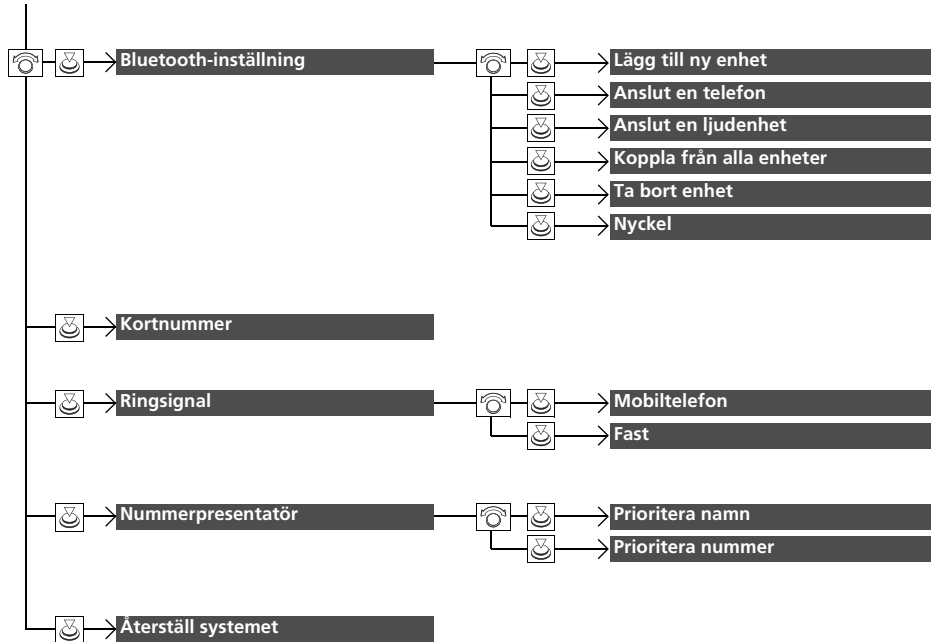 Bluetooth-inställning
Lägg till ny enhet
Anslut en telefon
Anslut en ljudenhet
Koppla från alla enheter
Ta bort enhet
Nyckel
Kortnummer
Ringsignal
Mobiltelefon
Fast
Nummerpresentatör
Prioritera namn
Prioritera nummer
Återställ systemet